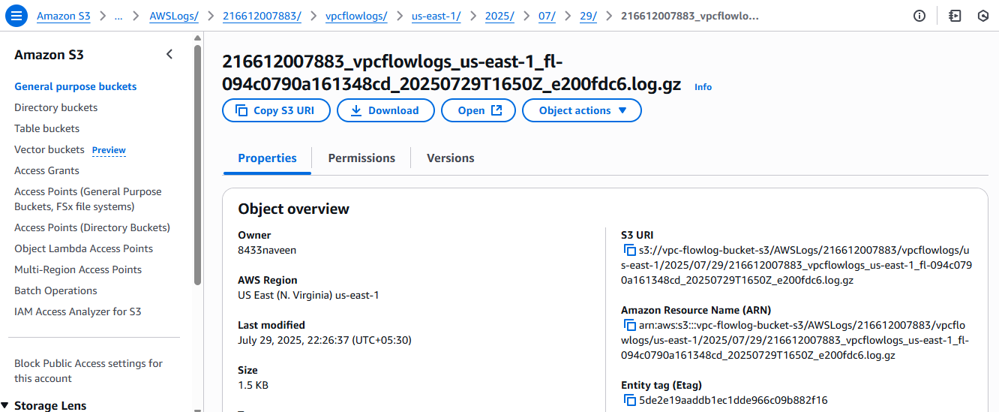 Amazon S3 > ... > AWSLogs/ > 216612007883/ > vpcflowlogs/ > us-east-1/ > 2025/ > 07/ > 29/ > 216612007883_vpcflowlo...
Amazon S3
General purpose buckets
Directory buckets
Table buckets
Vector buckets Preview
Access Grants
Access Points (General Purpose
Buckets, FSx file systems)
Access Points (Directory Buckets)
Object Lambda Access Points
Multi-Region Access Points
Batch Operations
IAM Access Analyzer for S3
Block Public Access settings for
this account
Storage Lens
216612007883_vpcflowlogs_us-east-1_fl-
094c0790a161348cd_20250729T1650Z_e200fdc6.log.gz Info
Copy S3 URI Download Open Object actions
Properties Permissions Versions
Object overview
Owner
8433naveen
AWS Region
US East (N. Virginia) us-east-1
Last modified
July 29, 2025, 22:26:37 (UTC+05:30)
Size
1.5 KB
S3 URI
s3://vpc-flowlog-bucket-s3/AWSLogs/216612007883/vpcflowlogs/u
s-east-1/2025/07/29/216612007883_vpcflowlogs_us-east-1_fl-094c079
0a161348cd_20250729T1650Z_e200fdc6.log.gz
Amazon Resource Name (ARN)
arn:aws:s3:::vpc-flowlog-bucket-s3/AWSLogs/216612007883/vpcflo
wlogs/us-east-1/2025/07/29/216612007883_vpcflowlogs_us-east-1_fl-
094c0790a161348cd_20250729T1650Z_e200fdc6.log.gz
Entity tag (Etag)
5de2e19aaddb1ec1dde966c09b882f16